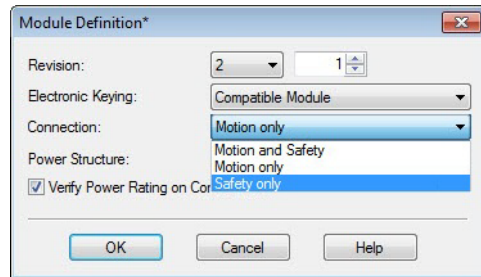 Module Definition*
Revision: 2 1
Electronic Keying: Compatible Module
Connection: Motion only
Motion and Safety
Power Structure: Motion only
Verify Power Rating on Con Safety only
OK Cancel Help